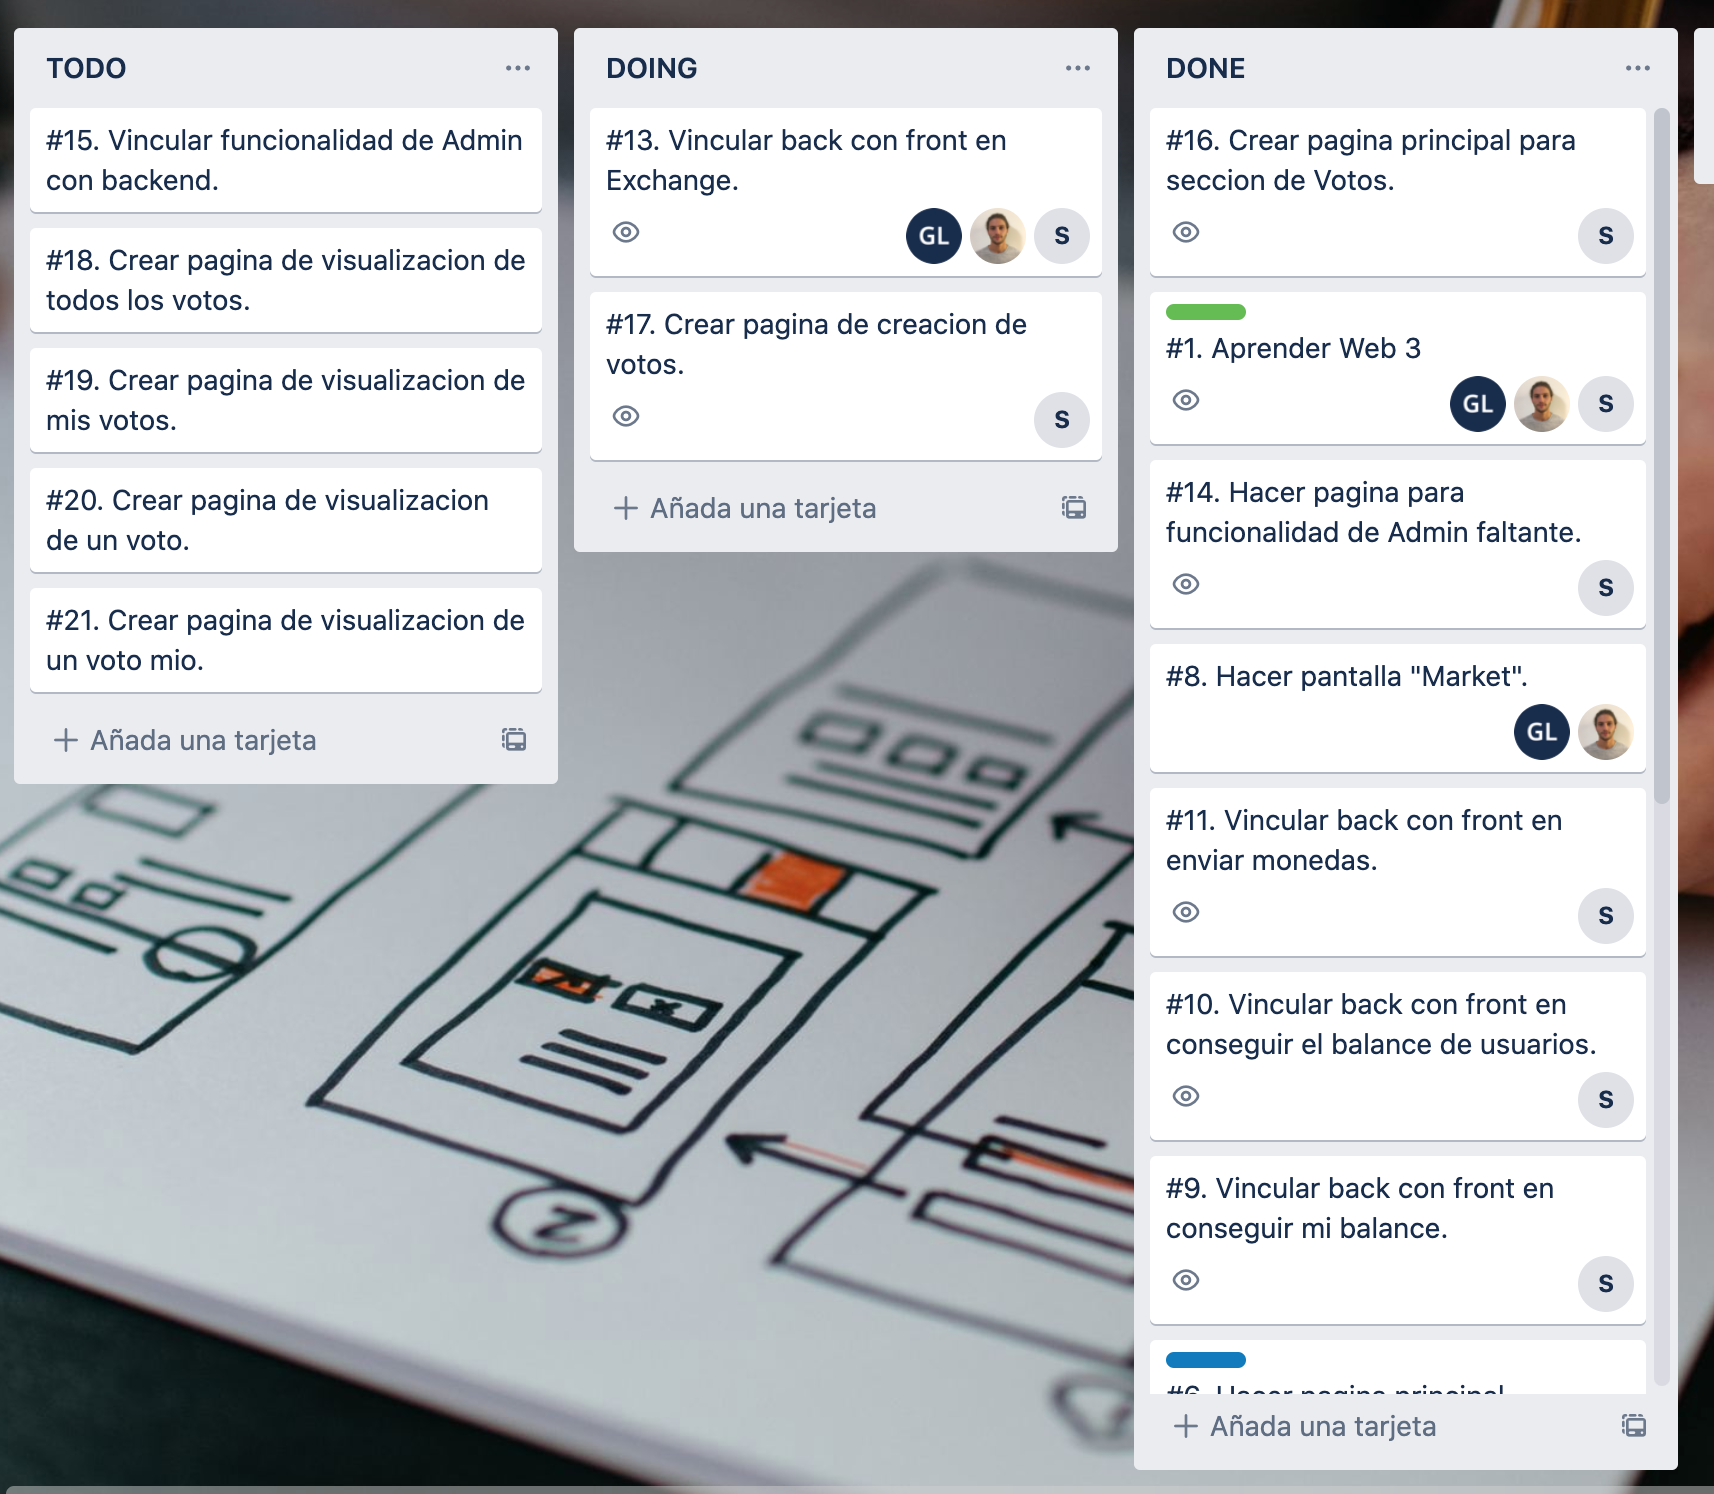 TODO
#15. Vincular funcionalidad de Admin
con backend.
#18. Crear pagina de visualizacion de
todos los votos.
#19. Crear pagina de visualizacion de
mis votos.
#20. Crear pagina de visualizacion
de un voto.
#21. Crear pagina de visualizacion de
un voto mio.
Añada una tarjeta
DOING
#13. Vincular back con front en
Exchange.
GL
S
#17. Crear pagina de creacion de
votos.
S
Añada una tarjeta
DONE
#16. Crear pagina principal para
seccion de Votos.
S
#1. Aprender Web 3
GL
S
#14. Hacer pagina para
funcionalidad de Admin faltante.
S
#8. Hacer pantalla "Market".
GL
#11. Vincular back con front en
enviar monedas.
S
#10. Vincular back con front en
conseguir el balance de usuarios.
S
#9. Vincular back con front en
conseguir mi balance.
S
#6. Hacer pagina principal
Añada una tarjeta